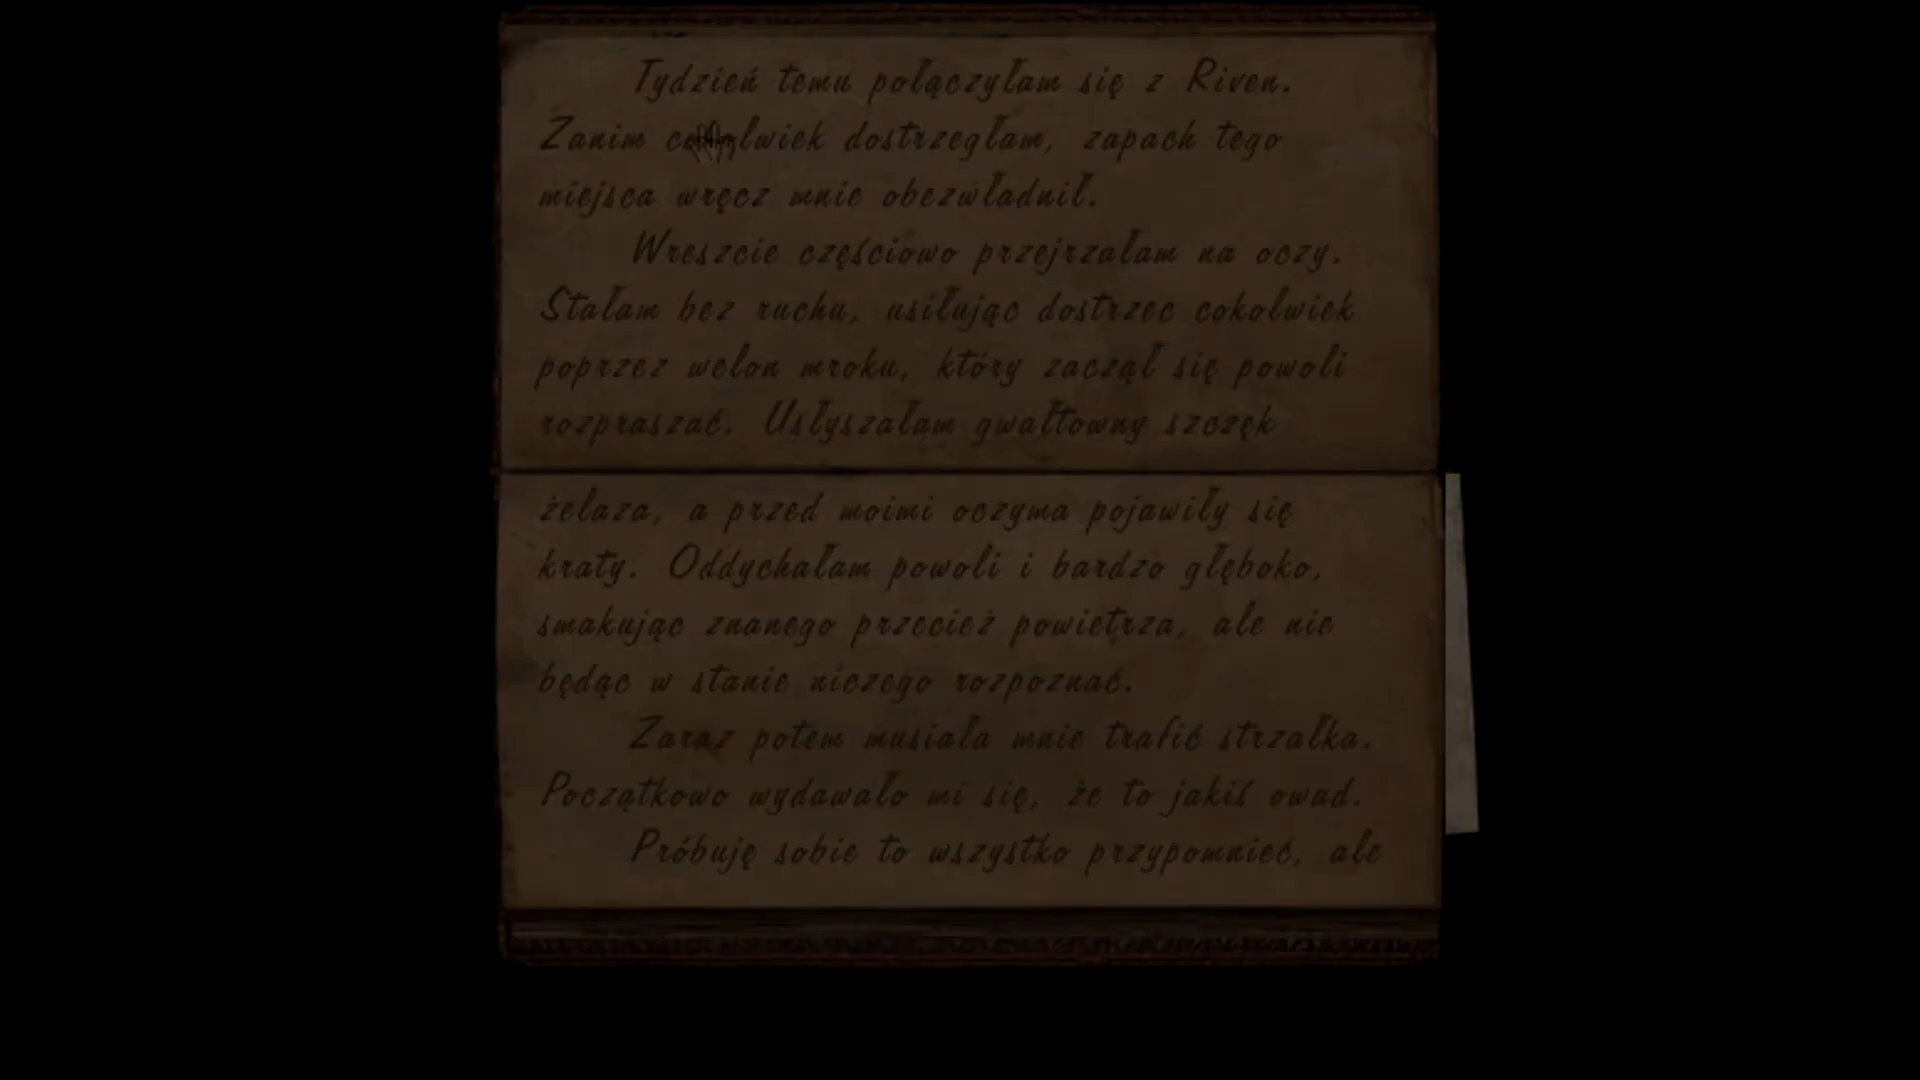 Tydzień temu połączyłam się z Riven.
Zanim cokolwiek dostrzegłam, zapach tego
miejsca wręcz mnie obezwładnił.
Wreszcie częściowo przejrzałam na oczy.
Stałam bez ruchu, usiłując dostrzec cokolwiek
poprzez welon mroku, który zaczął się powoli
rozpraszać. Usłyszałam gwałtowny szczęk
żelaza, a przed moimi oczyma pojawiły się
kraty. Oddychałam powoli i bardzo głęboko,
smakując znanego przecież powietrza, ale nie
będąc w stanie niczego rozpoznać.
Zaraz potem musiała mnie trafić strzałka.
Początkowo wydawało mi się, że to jakiś owad.
Próbuję sobie to wszystko przypomnieć, ale